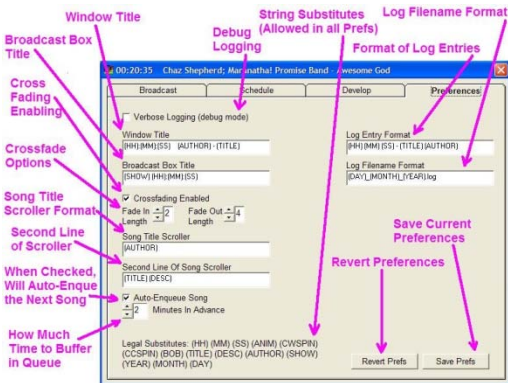 Window Title
String Substitutes
(Allowed in all Prefs)
Log Filename Format
Broadcast Box
Title
Debug
Logging
Format of Log Entries
Cross
Fading
Enabling
Crossfade
Options
Song Title
Scroller Format
Second Line
of Scroller
When Checked,
Will Auto-Enque
the Next Song
How Much
Time to Buffer
in Queue
Save Current
Preferences
Revert Preferences
00:20:35 Chaz Shepherd; Maranatha! Promise Band - Awesome God
Broadcast
Schedule
Develop
Preferences
Verbose Logging (debug mode)
Window Title
(HH):(MM):(SS) (AUTHOR) - (TITLE)
Broadcast Box Title
(SHOW) (HH):(MM):(SS)
Crossfading Enabled
Fade In Length 2
Fade Out Length 4
Song Title Scroller
(AUTHOR)
Second Line Of Song Scroller
(TITLE) (DESC)
Auto-Enqueue Song
2 Minutes In Advance
Log Entry Format
(HH):(MM):(SS) - (TITLE) (AUTHOR)
Log Filename Format
(DAY)_(MONTH)_(YEAR).log
Legal Substitutes: (HH) (MM) (SS) (ANIM) (CWSPIN)
(CCSPIN) (BOB) (TITLE) (DESC) (AUTHOR) (SHOW)
(YEAR) (MONTH) (DAY)
Revert Prefs
Save Prefs